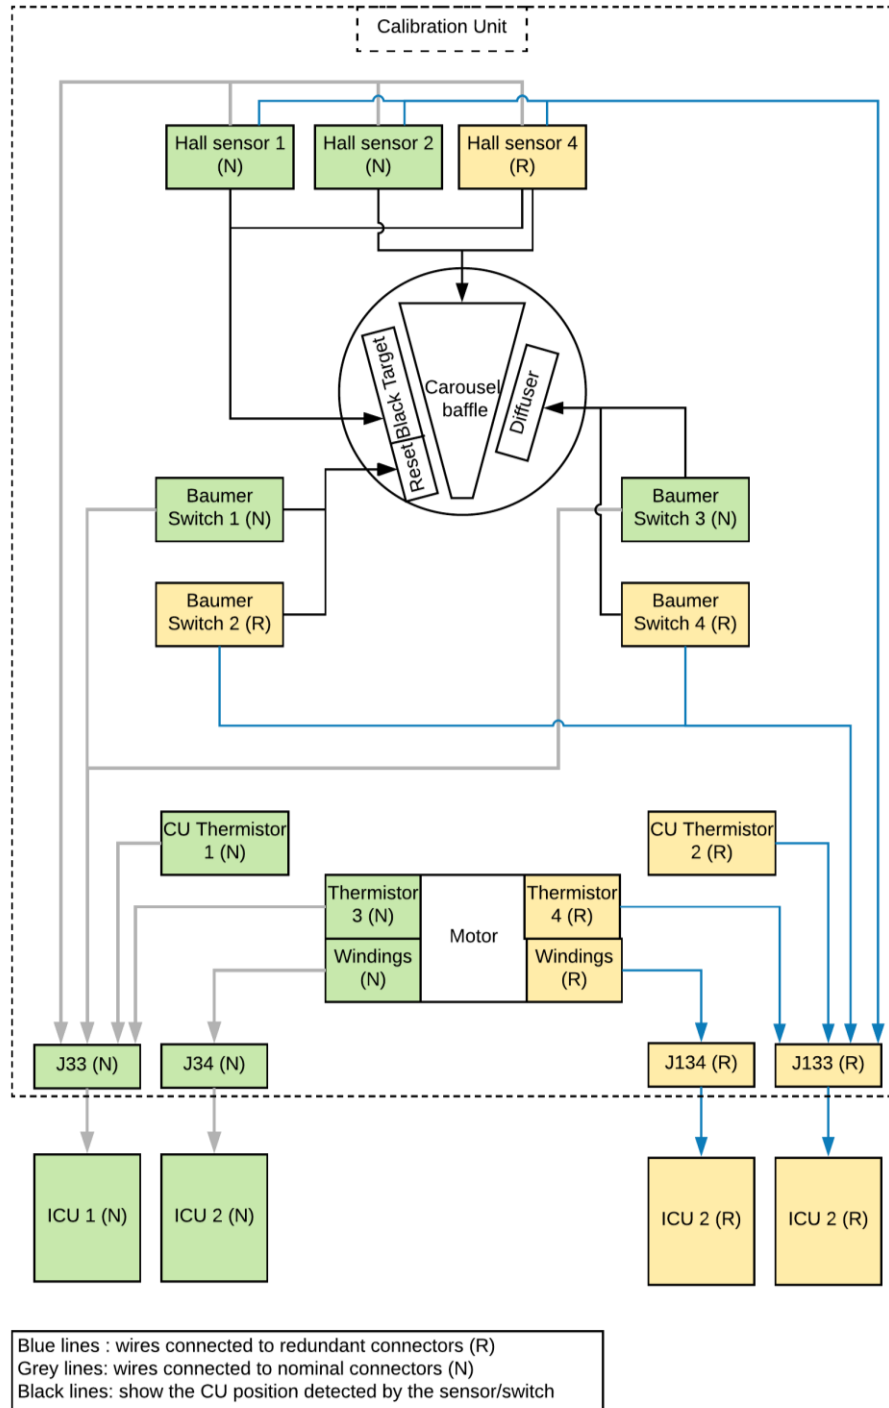 Calibration Unit
Hall sensor 1
(N)
Hall sensor 2
(N)
Hall sensor 4
(R)
Black Target
Reset
Carousel
baffle
Diffuser
Baumer
Switch 1 (N)
Baumer
Switch 3 (N)
Baumer
Switch 2 (R)
Baumer
Switch 4 (R)
CU Thermistor
1 (N)
CU Thermistor
2 (R)
Thermistor
3 (N)
Motor
Thermistor
4 (R)
Windings
(N)
Windings
(R)
J33 (N)
J34 (N)
J134 (R)
J133 (R)
ICU 1 (N)
ICU 2 (N)
ICU 2 (R)
ICU 2 (R)
Blue lines : wires connected to redundant connectors (R)
Grey lines: wires connected to nominal connectors (N)
Black lines: show the CU position detected by the sensor/switch